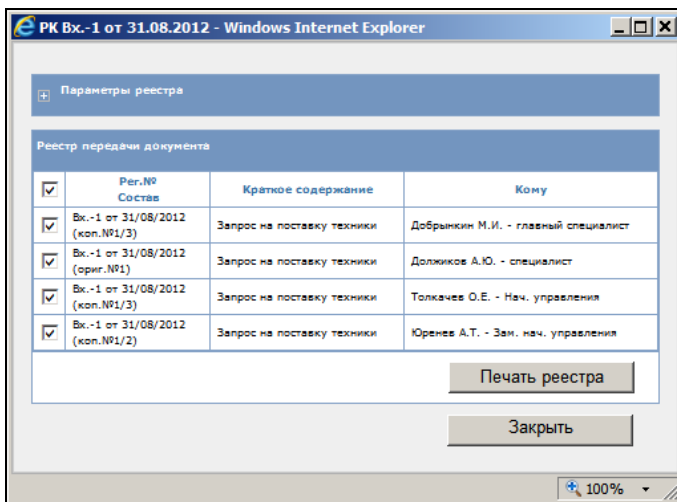 РК Вх.-1 от 31.08.2012 - Windows Internet Explorer
Параметры реестра
Реестр передачи документа
Рег.№
Состав
Краткое содержание
Кому
Вх.-1 от 31/08/2012
(коп.№1/3)
Запрос на поставку техники
Добрынкин М.И. - главный специалист
Вх.-1 от 31/08/2012
(ориг.№1)
Запрос на поставку техники
Должиков А.Ю. - специалист
Вх.-1 от 31/08/2012
(коп.№1/3)
Запрос на поставку техники
Толкачев О.Е. - Нач. управления
Вх.-1 от 31/08/2012
(коп.№1/2)
Запрос на поставку техники
Юренев А.Т. - Зам. нач. управления
Печать реестра
Закрыть
100%